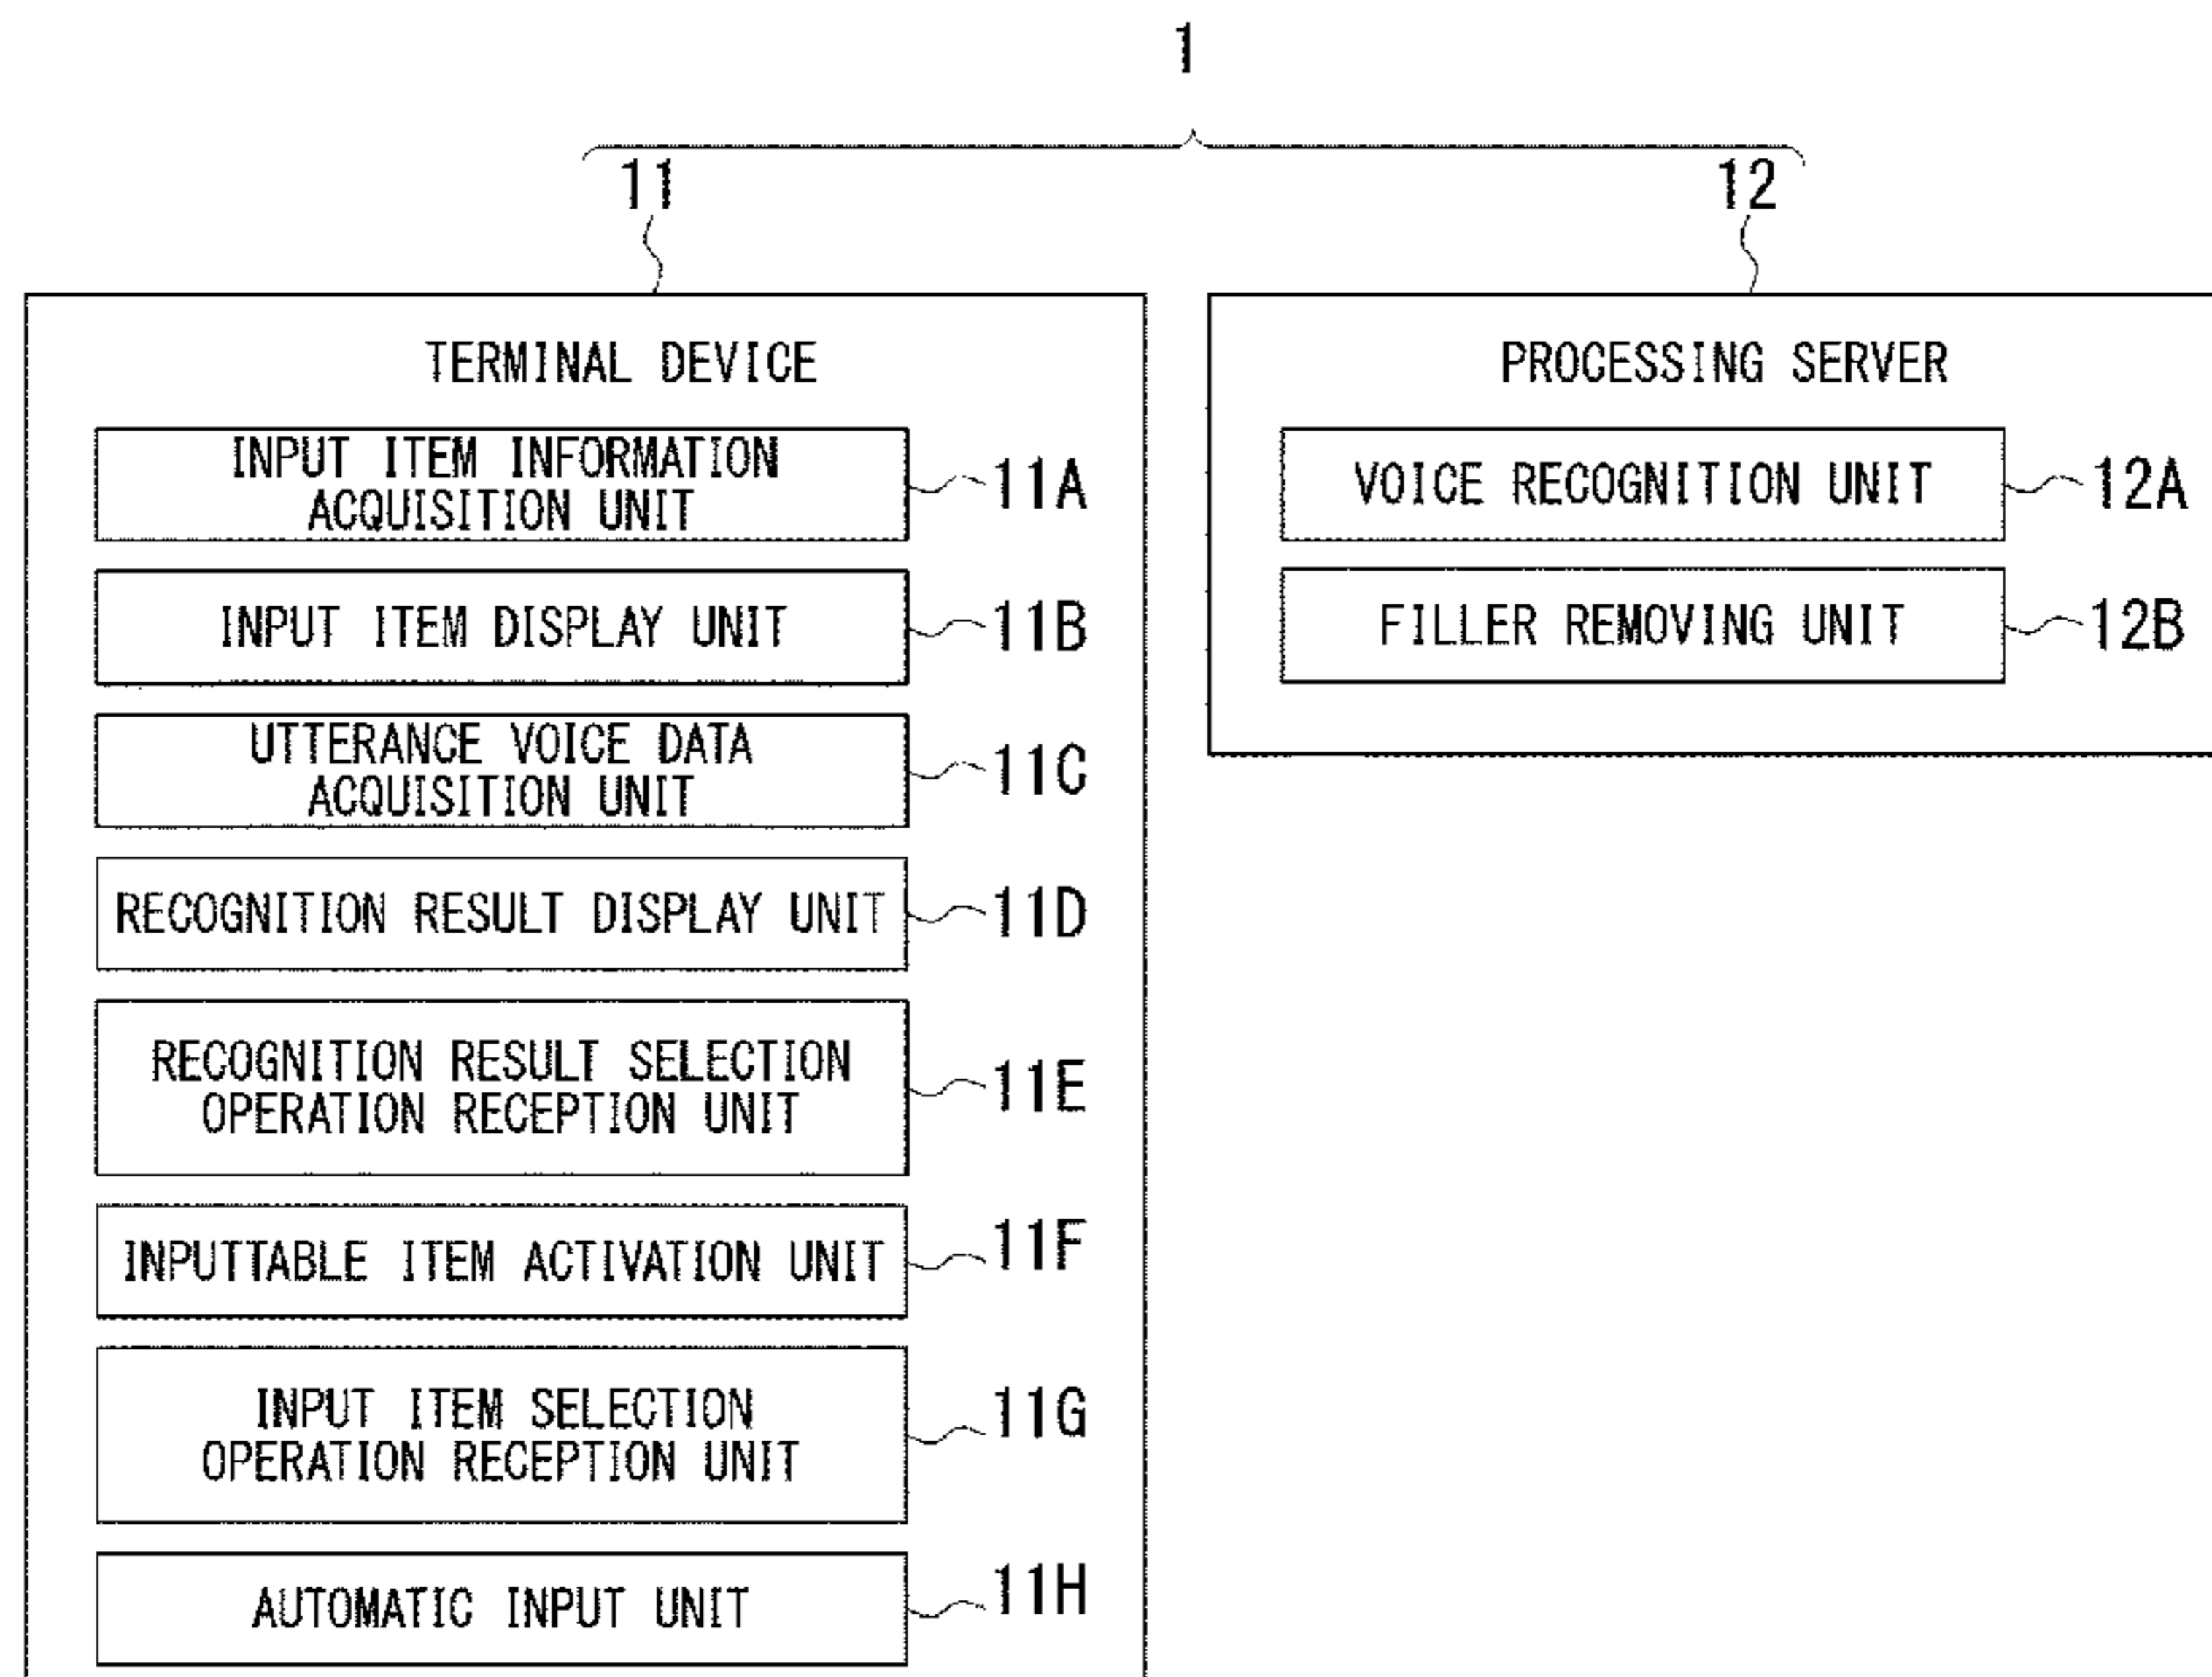 1
11
12
TERMINAL DEVICE
INPUT ITEM INFORMATION
ACQUISITION UNIT
11A
INPUT ITEM DISPLAY UNIT
11B
UTTERANCE VOICE DATA
ACQUISITION UNIT
11C
RECOGNITION RESULT DISPLAY UNIT
11D
RECOGNITION RESULT SELECTION
OPERATION RECEPTION UNIT
11E
INPUTTABLE ITEM ACTIVATION UNIT
11F
INPUT ITEM SELECTION
OPERATION RECEPTION UNIT
11G
AUTOMATIC INPUT UNIT
11H
PROCESSING SERVER
VOICE RECOGNITION UNIT
12A
FILLER REMOVING UNIT
12B